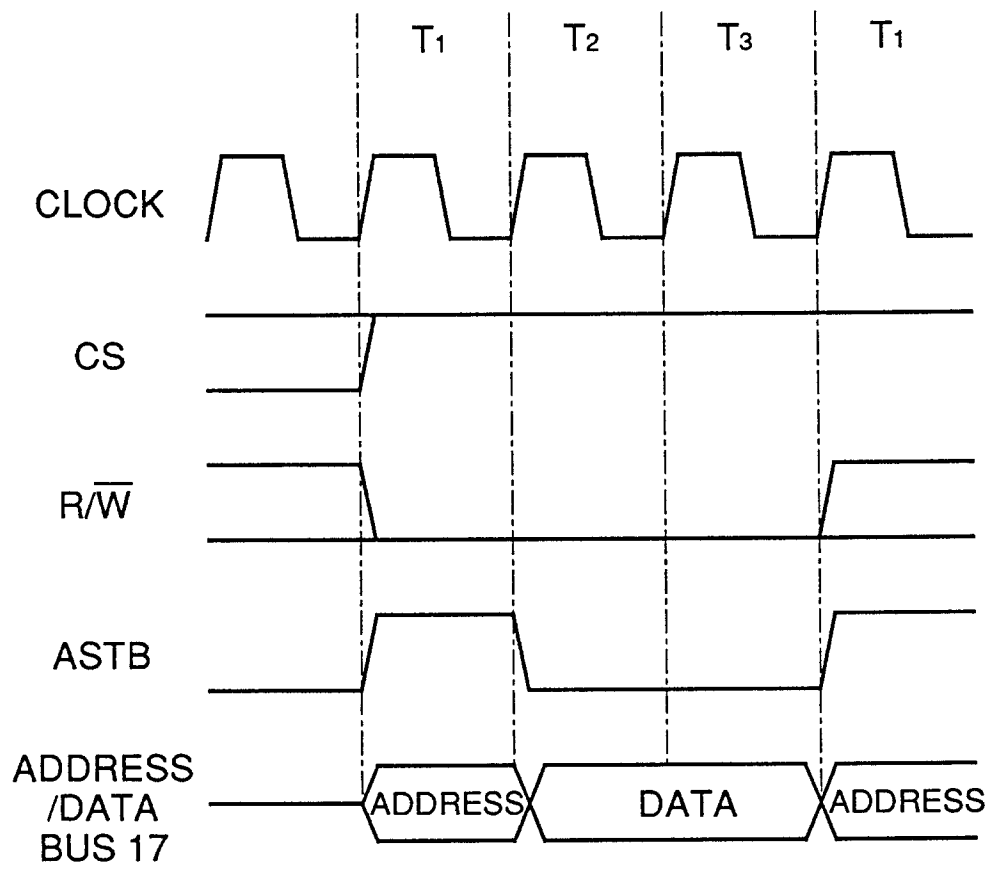 T1 T2 T3 T1
CLOCK
CS
R/W̅
ASTB
ADDRESS
/DATA
BUS 17
ADDRESS DATA ADDRESS